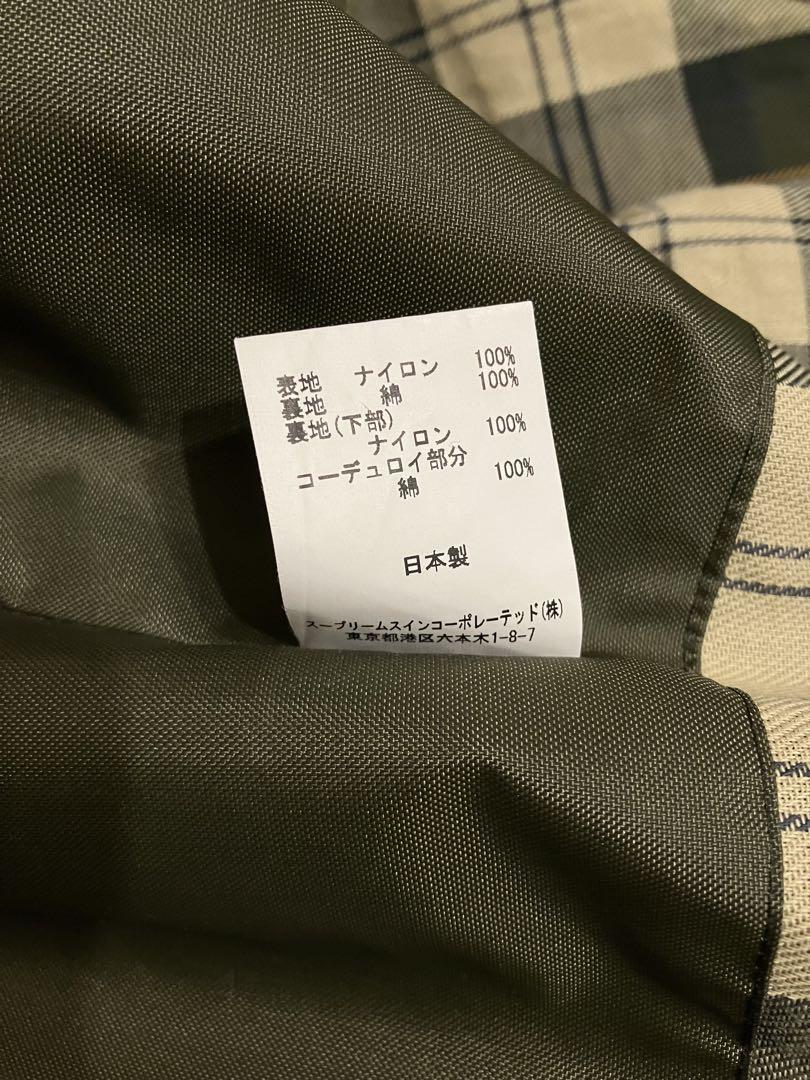 表地 ナイロン 100%
裏地 綿 100%
裏地(下部)
ナイロン 100%
コーデュロイ部分
綿 100%
日本製
スープリームスインコーポレーテッド(株)
東京都港区六本木1-8-7